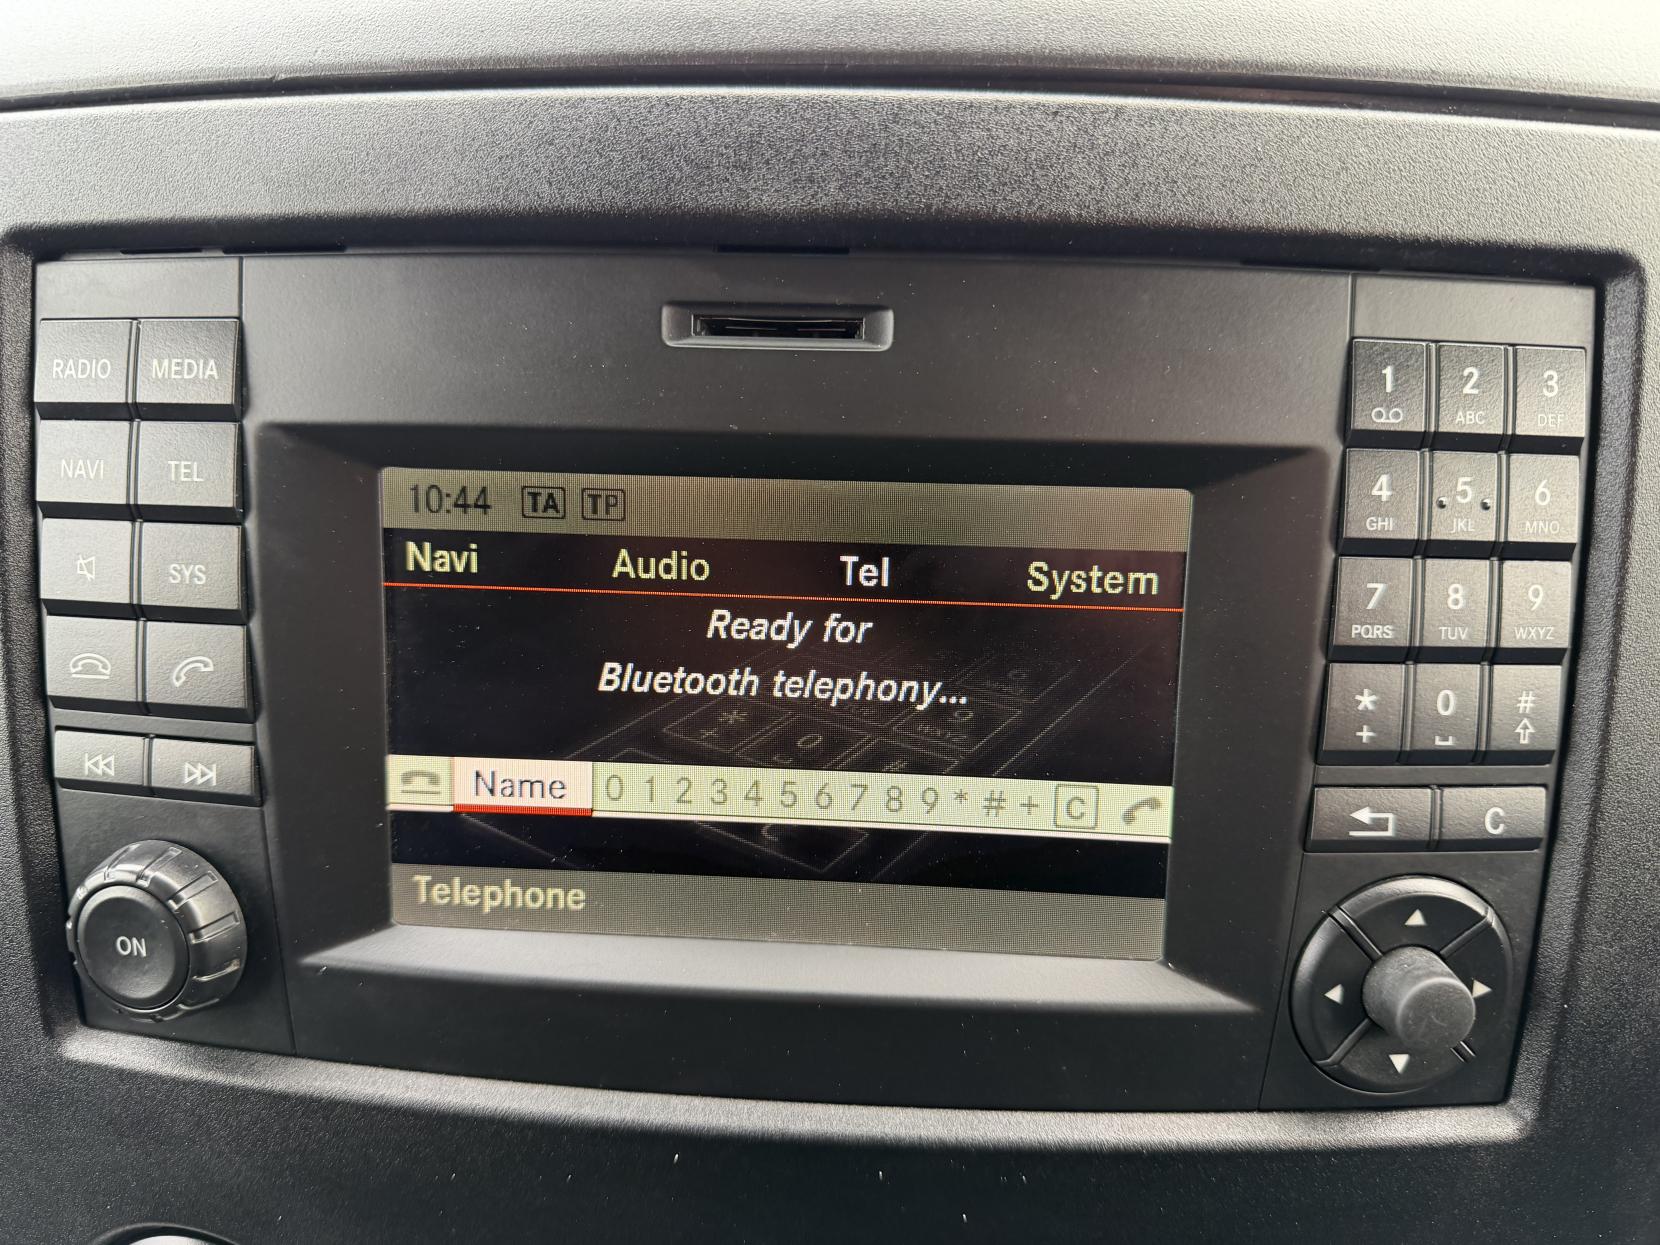 RADIO MEDIA
NAVI TEL
SYS
ON
10:44 TA TP
Navi Audio Tel System
Ready for
Bluetooth telephony...
Name 0 1 2 3 4 5 6 7 8 9 * # + C
Telephone
1 2 3
ABC DEF
4 5 6
GHI JKL MNO
7 8 9
PQRS TUV WXYZ
* 0 #
+
C